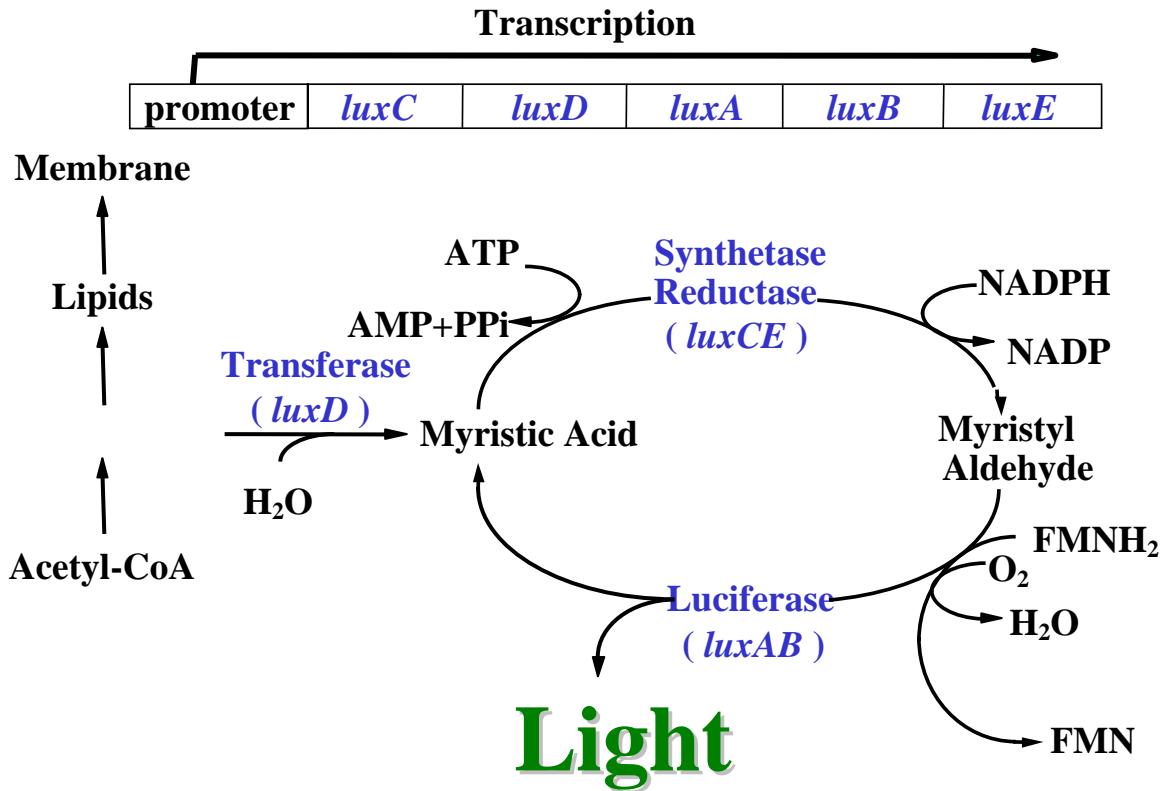 Transcription
promoter luxC luxD luxA luxB luxE
Membrane
Lipids
Acetyl-CoA
Transferase
( luxD )
H₂O
Myristic Acid
ATP
AMP+PPi
Synthetase
Reductase
( luxCE )
NADPH
NADP
Myristyl
Aldehyde
FMNH₂
O₂
H₂O
FMN
Luciferase
( luxAB )
Light